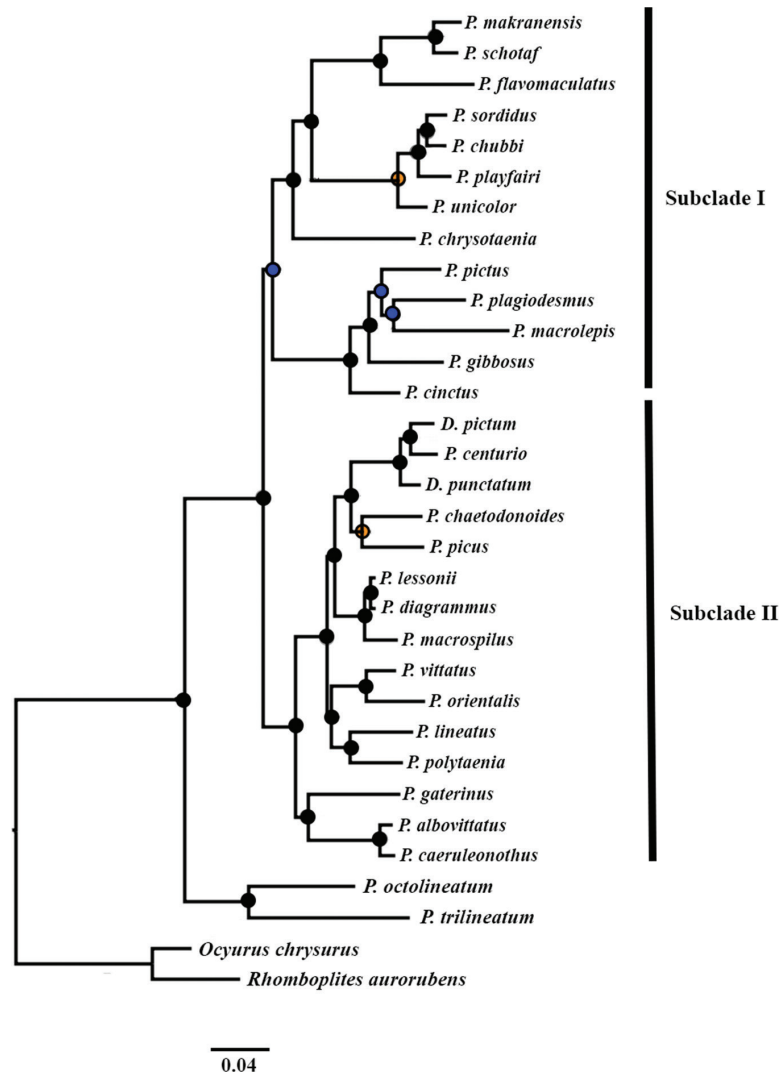 P. makranensis
P. schotaf
P. flavomaculatus
P. sordidus
P. chubbi
P. playfairi
P. unicolor
Subclade I
P. chrysotaenia
P. pictus
P. plagiodesmus
P. macrolepis
P. gibbosus
P. cinctus
D. pictum
P. centurio
D. punctatum
P. chaetodonoides
P. picus
P. lessonii
P. diagrammus
Subclade II
P. macrospilus
P. vittatus
P. orientalis
P. lineatus
P. polytaenia
P. gaterinus
P. albovittatus
P. caeruleonothus
P. octolineatum
P. trilineatum
Ocyurus chrysurus
Rhomboplites aurorubens
0.04